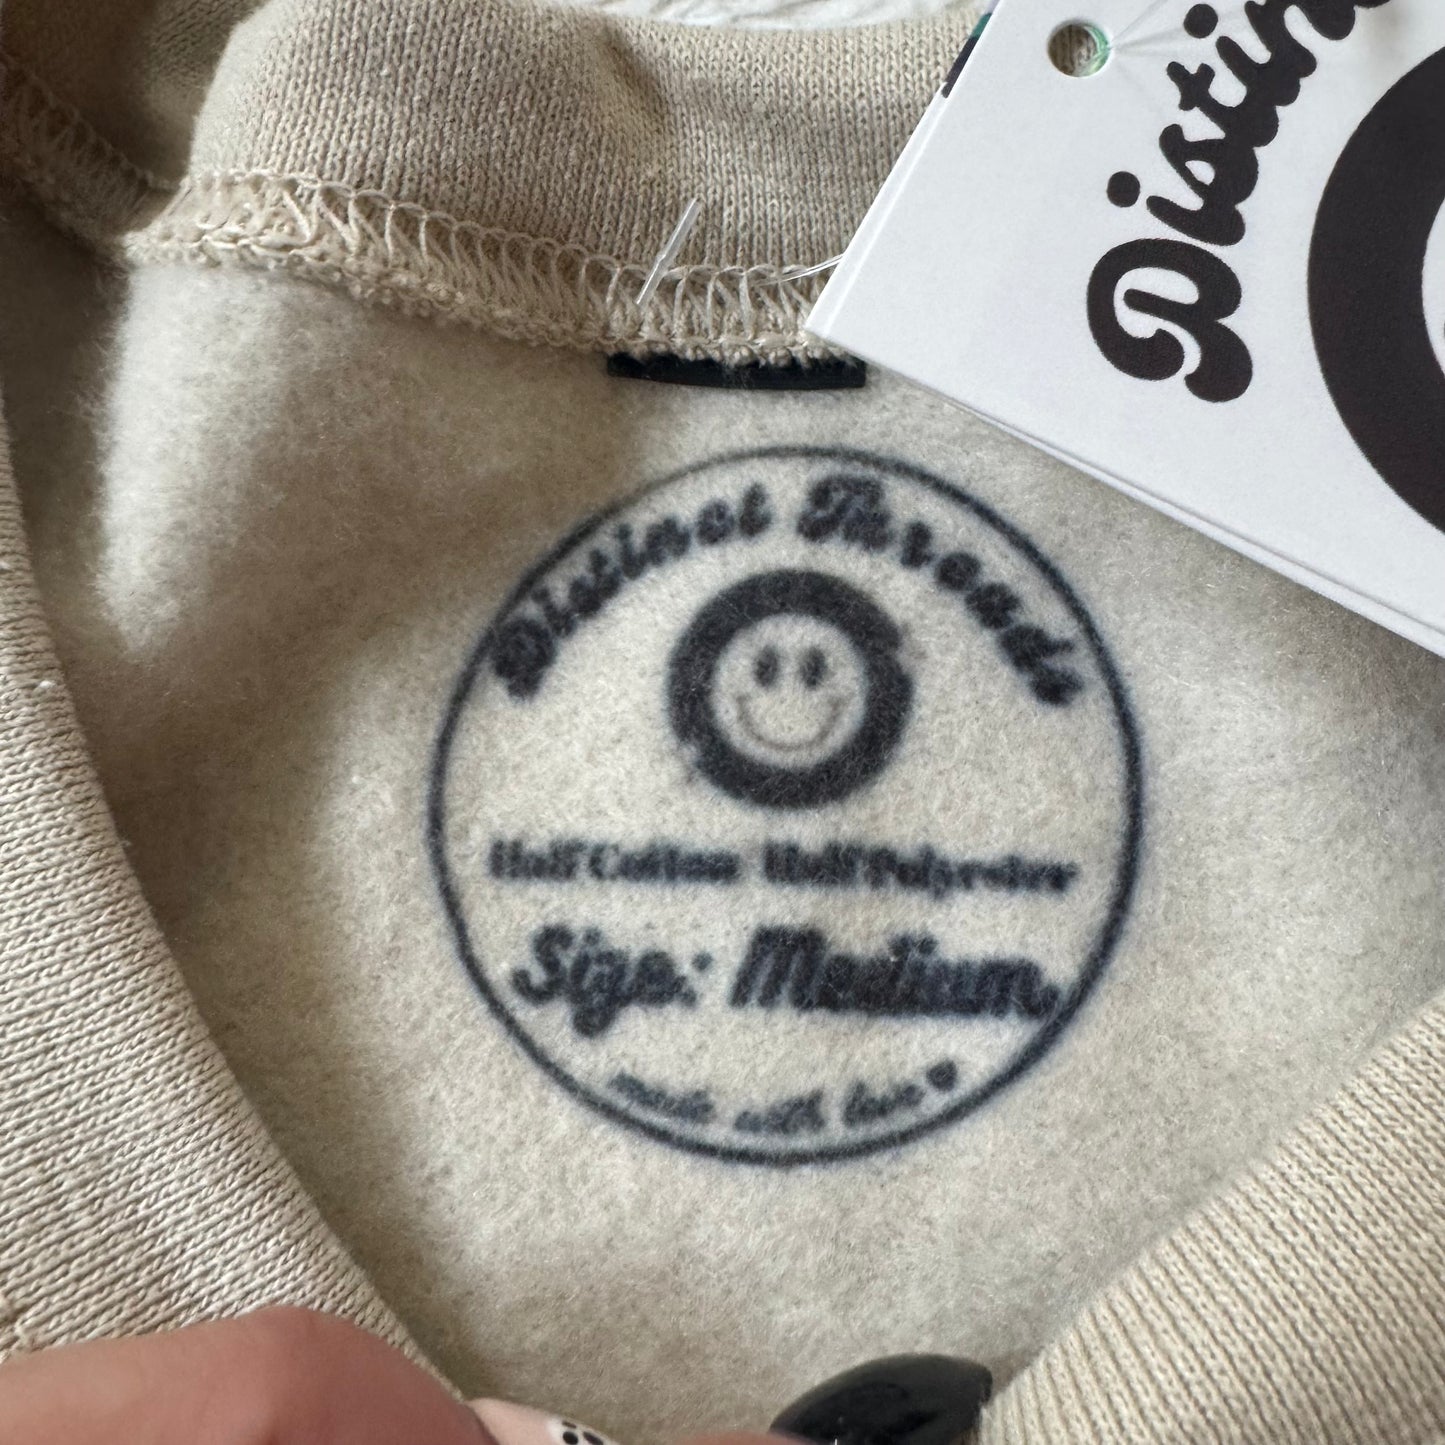 Distin
Distinct Threads
Half Cotton Half Polyester
Size: Medium
Made with love ♥